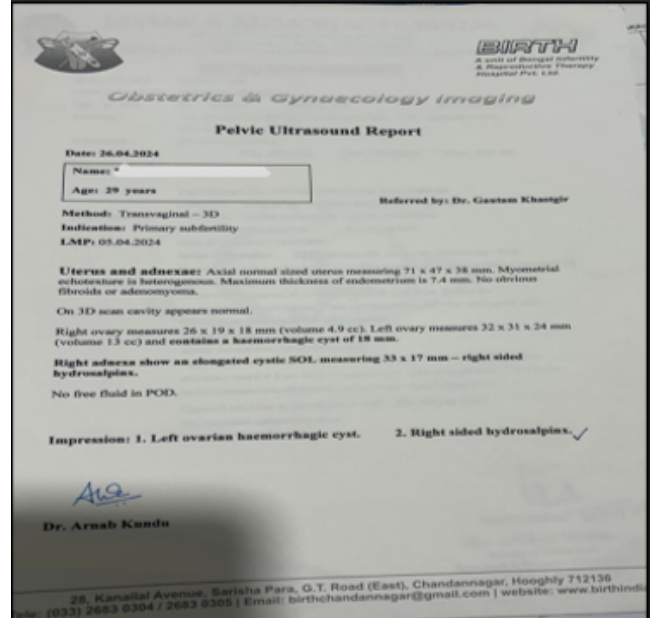 BIRTH
A unit of Bengal Infertility
& Reproductive Therapy
Hospital Pvt. Ltd.
Obstetrics & Gynaecology Imaging
Pelvic Ultrasound Report
Date: 26.04.2024
Name:
Age: 29 years
Referred by: Dr. Gautam Khastgir
Method: Transvaginal – 3D
Indication: Primary subfertility
LMP: 05.04.2024
Uterus and adnexae: Axial normal sized uterus measuring 71 x 47 x 38 mm. Myometrial
echotexture is heterogenous. Maximum thickness of endometrium is 7.4 mm. No obvious
fibroids or adenomyoma.
On 3D scan cavity appears normal.
Right ovary measures 26 x 19 x 18 mm (volume 4.9 cc). Left ovary measures 32 x 31 x 24 mm
(volume 13 cc) and contains a haemorrhagic cyst of 18 mm.
Right adnexa show an elongated cystic SOL measuring 33 x 17 mm – right sided
hydrosalpinx.
No free fluid in POD.
Impression: 1. Left ovarian haemorrhagic cyst. 2. Right sided hydrosalpinx.
Dr. Arnab Kundu
28, Kanailal Avenue, Sarisha Para, G.T. Road (East), Chandannagar, Hooghly 712136
Tele: (033) 2683 0304 / 2683 0305 | Email: birthchandannagar@gmail.com | website: www.birthindia